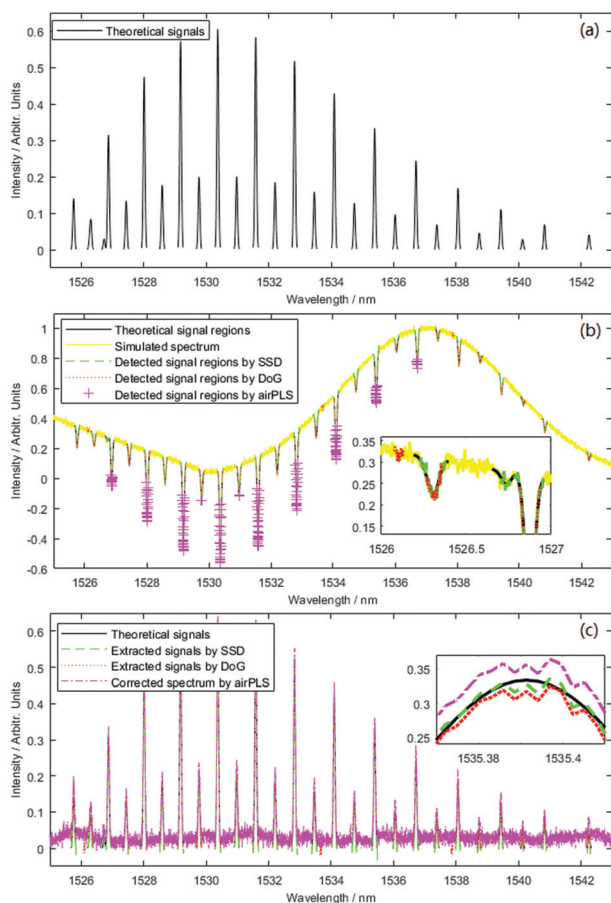 (a)
Theoretical signals
0.6
0.5
0.4
0.3
0.2
0.1
0
Intensity / Arbitr. Units
1526 1528 1530 1532 1534 1536 1538 1540 1542
Wavelength / nm
(b)
Theoretical signal regions
Simulated spectrum
Detected signal regions by SSD
Detected signal regions by DoG
Detected signal regions by airPLS
1
0.8
0.6
0.4
0.2
0
-0.2
-0.4
-0.6
Intensity / Arbitr. Units
0.35
0.3
0.25
0.2
0.15
1526 1526.5 1527
1526 1528 1530 1532 1534 1536 1538 1540 1542
Wavelength / nm
(c)
Theoretical signals
Extracted signals by SSD
Extracted signals by DoG
Corrected spectrum by airPLS
0.6
0.5
0.4
0.3
0.2
0.1
0
Intensity / Arbitr. Units
0.35
0.3
0.25
1535.38 1535.4
1526 1528 1530 1532 1534 1536 1538 1540 1542
Wavelength / nm